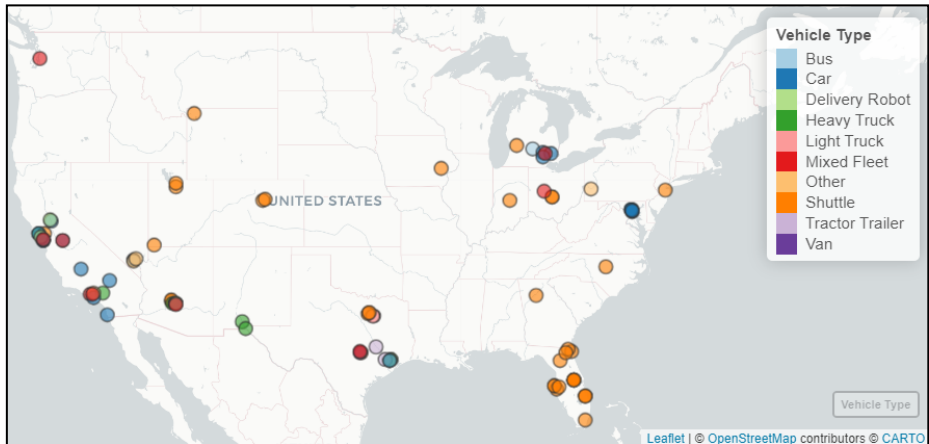 Vehicle Type
Bus
Car
Delivery Robot
Heavy Truck
Light Truck
Mixed Fleet
Other
Shuttle
Tractor Trailer
Van
UNITED STATES
Vehicle Type
Leaflet | © OpenStreetMap contributors © CARTO